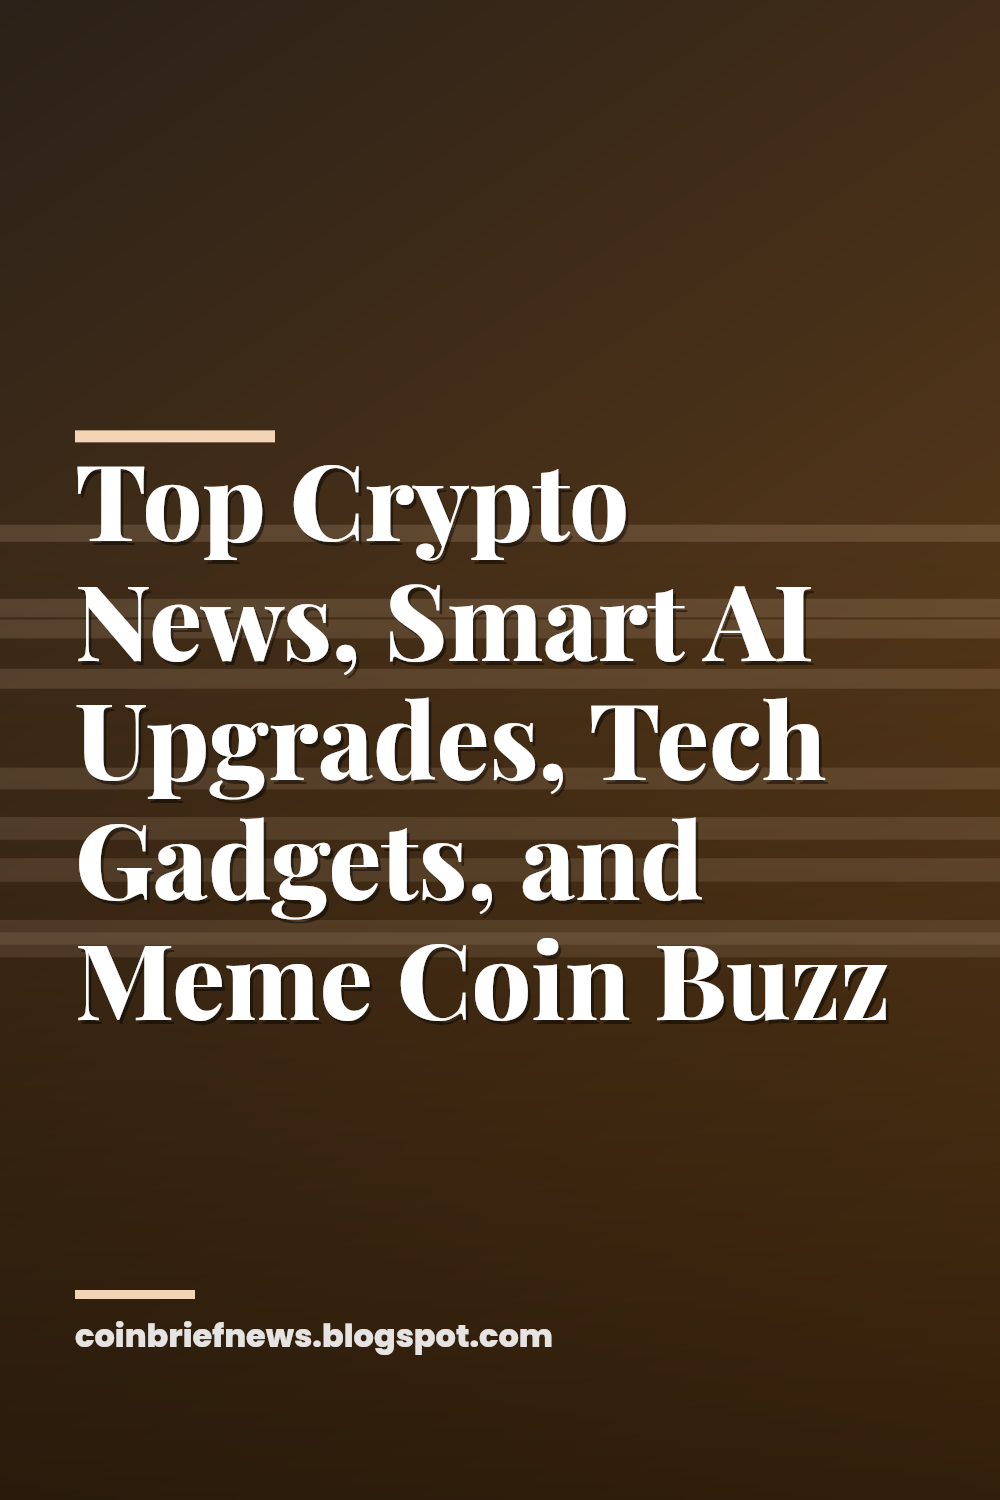 Top Crypto
News, Smart AI
Upgrades, Tech
Gadgets, and
Meme Coin Buzz
coinbriefnews.blogspot.com